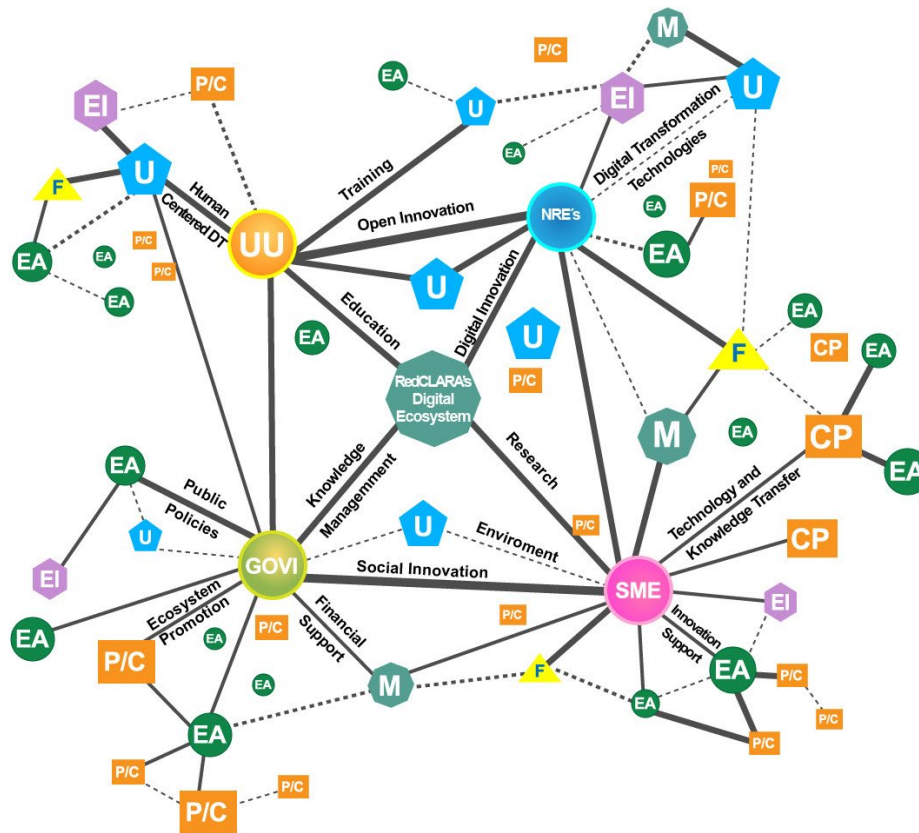 M
P/C
EI
P/C
EA
EI
U
U
EA
Digital Transformation
Technologies
Training
Human
Centered DT
U
F
P/C
P/C
EA
Open Innovation
NRE's
UU
P/C
EA
EA
EA
P/C
U
EA
Education
Digital Innovation
EA
CP
EA
U
F
EA
P/C
RedCLARA's
Digital
Ecosystem
M
EA
CP
EA
EA
Knowledge
Managemment
Research
Technology and
Knowledge Transfer
Public
Policies
U
U
Enviroment
P/C
CP
EI
GOVI
Social Innovation
SME
EI
EA
Ecosystem
Promotion
Financial
Support
P/C
P/C
Innovation
Support
EA
P/C
M
F
EA
P/C
EA
EA
EA
P/C
P/C
P/C
P/C
P/C